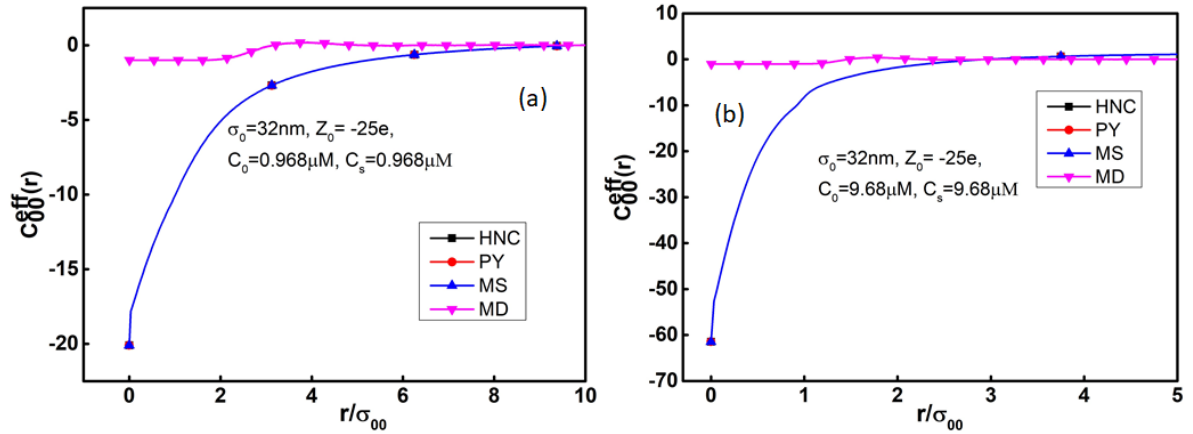 0
-5
-10
-15
-20
C₀₀ᵉᶠᶠ(r)
(a)
σ₀=32nm, Z₀= -25e,
C₀=0.968μM, Cₛ=0.968μM
HNC
PY
MS
MD
0 2 4 6 8 10
r/σ₀₀
10
0
-10
-20
-30
-40
-50
-60
-70
C₀₀ᵉᶠᶠ(r)
(b)
HNC
PY
MS
MD
σ₀=32nm, Z₀= -25e,
C₀=9.68μM, Cₛ=9.68μM
0 1 2 3 4 5
r/σ₀₀